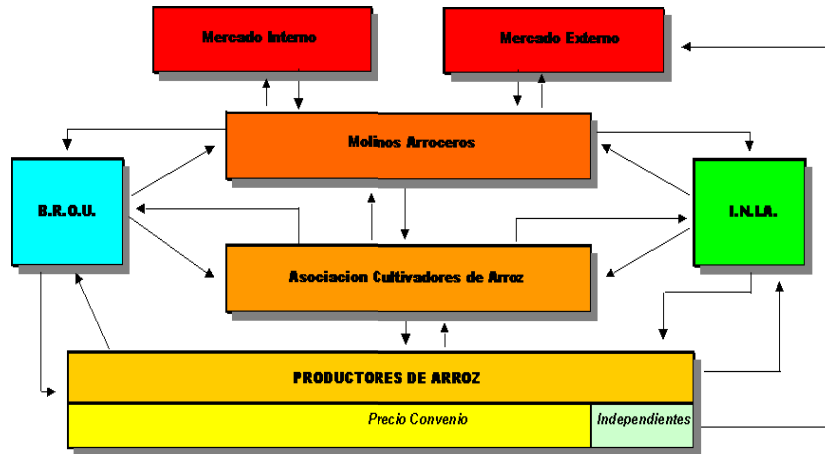 Mercado Interno
Mercado Externo
Molinos Arroceros
B.R.O.U.
I.N.I.A.
Asociacion Cultivadores de Arroz
PRODUCTORES DE ARROZ
Precio Convenio
Independientes